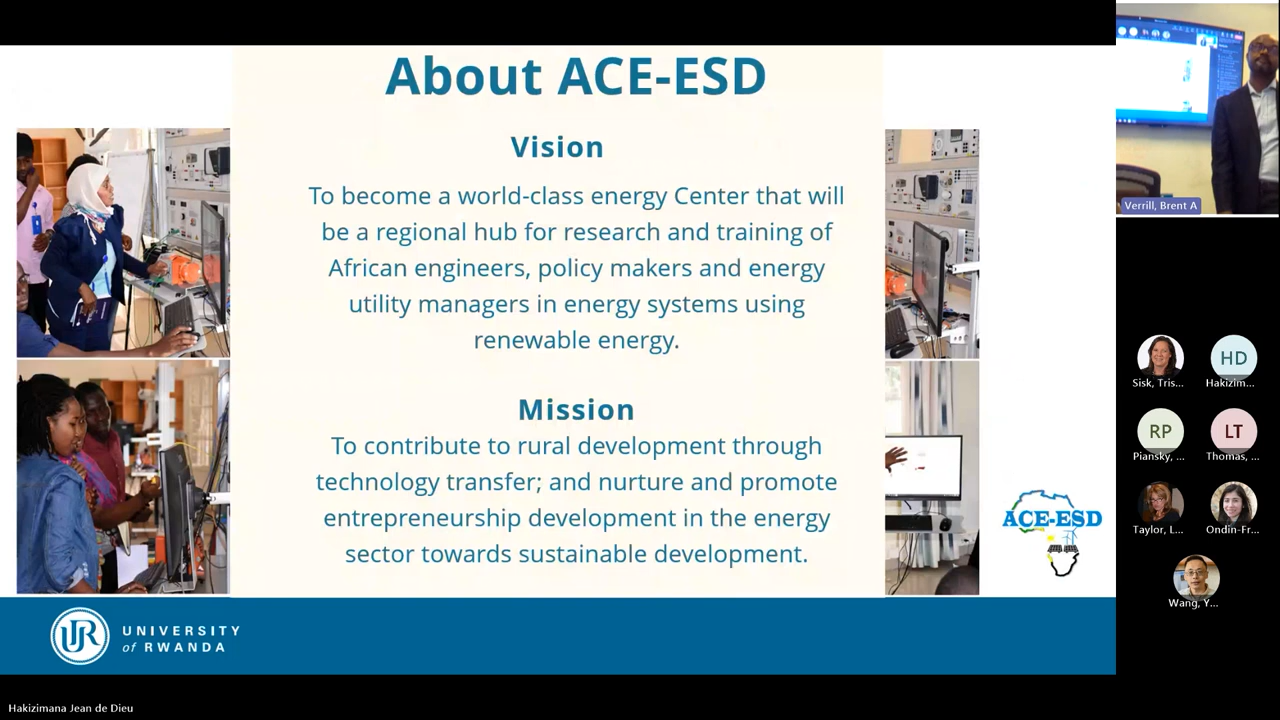 About ACE-ESD
Vision
To become a world-class energy Center that will
be a regional hub for research and training of
African engineers, policy makers and energy
utility managers in energy systems using
renewable energy.
Mission
To contribute to rural development through
technology transfer; and nurture and promote
entrepreneurship development in the energy
sector towards sustainable development.
ACE-ESD
UR
UNIVERSITY
of RWANDA
Hakizimana Jean de Dieu
Verrill, Brent A
Sisk, Tris...
HD
Hakizim...
RP
Piansky, ...
LT
Thomas, ...
Taylor, L...
Ondin-Fr...
Wang, Y...